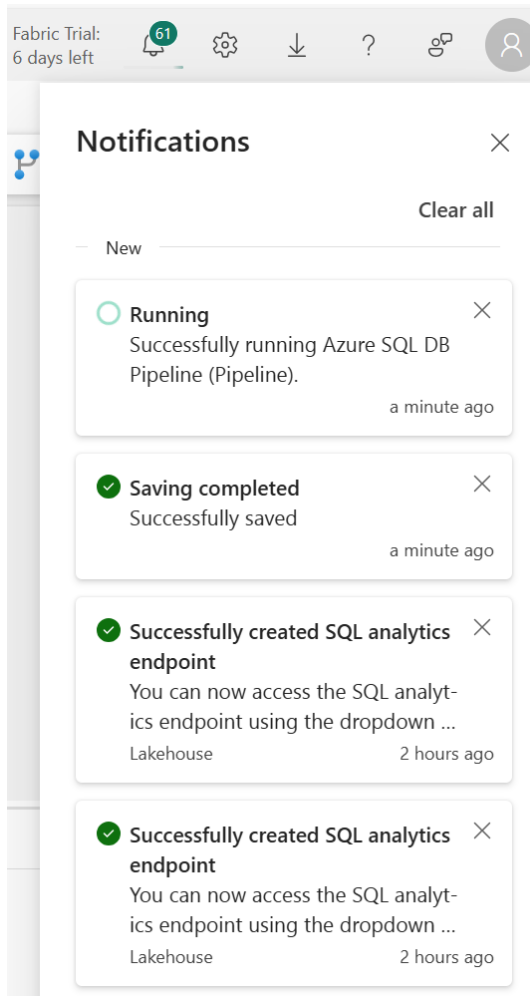 Fabric Trial:
6 days left
61
Notifications
Clear all
New
Running
Successfully running Azure SQL DB
Pipeline (Pipeline).
a minute ago
Saving completed
Successfully saved
a minute ago
Successfully created SQL analytics
endpoint
You can now access the SQL analyt-
ics endpoint using the dropdown ...
Lakehouse 2 hours ago
Successfully created SQL analytics
endpoint
You can now access the SQL analyt-
ics endpoint using the dropdown ...
Lakehouse 2 hours ago